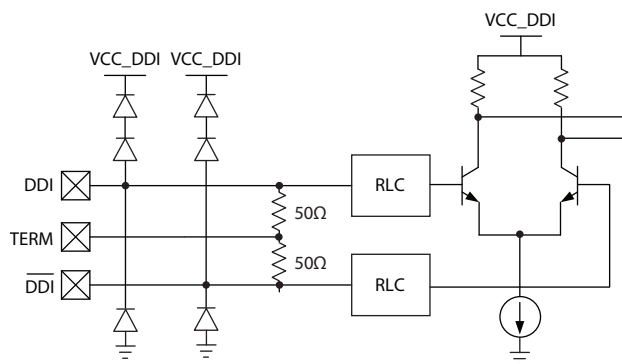 VCC_DDI
VCC_DDI VCC_DDI
DDI
RLC
50Ω
TERM
50Ω
DDI
RLC